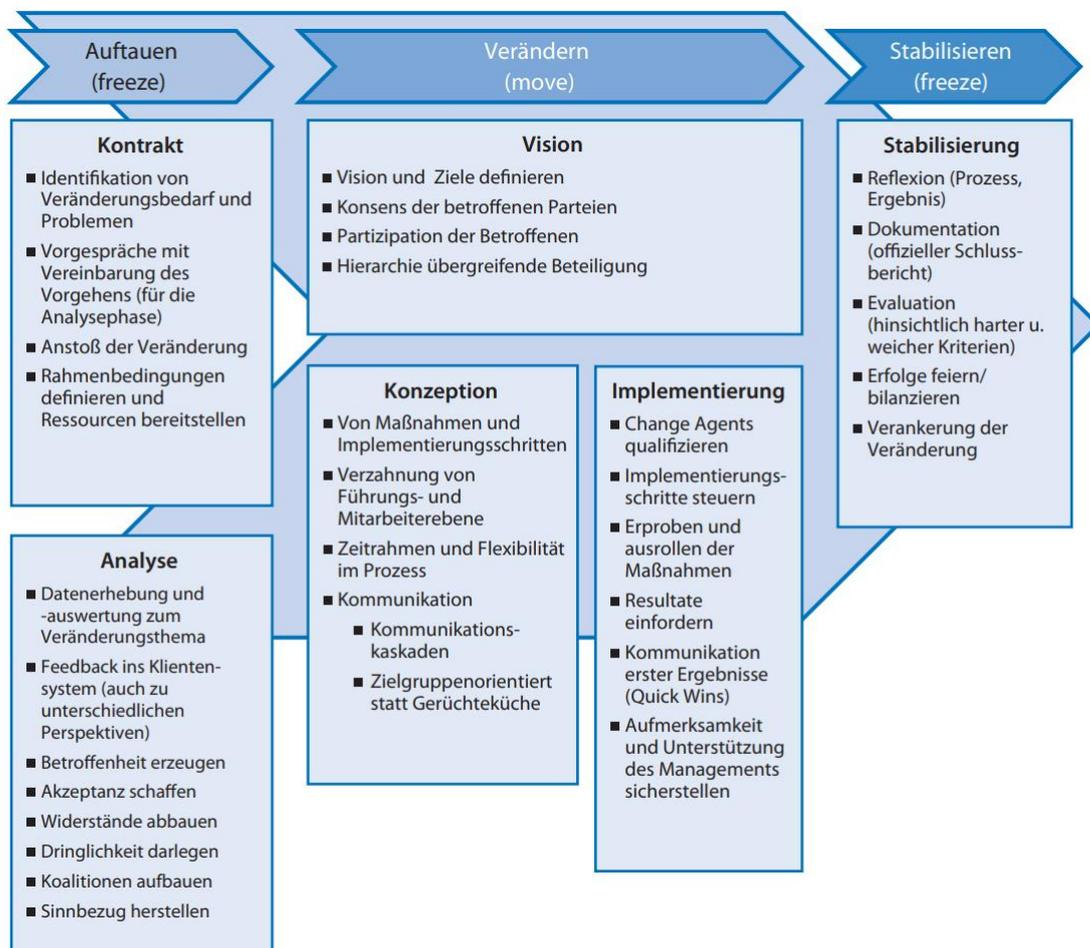 Auftauen
(freeze)
Verändern
(move)
Stabilisieren
(freeze)
Kontrakt
■ Identifikation von
Veränderungsbedarf und
Problemen
■ Vorgespräche mit
Vereinbarung des
Vorgehens (für die
Analysephase)
■ Anstoß der Veränderung
■ Rahmenbedingungen
definieren und
Ressourcen bereitstellen
Analyse
■ Datenerhebung und
-auswertung zum
Veränderungsthema
■ Feedback ins Klienten-
system (auch zu
unterschiedlichen
Perspektiven)
■ Betroffenheit erzeugen
■ Akzeptanz schaffen
■ Widerstände abbauen
■ Dringlichkeit darlegen
■ Koalitionen aufbauen
■ Sinnbezug herstellen
Vision
■ Vision und Ziele definieren
■ Konsens der betroffenen Parteien
■ Partizipation der Betroffenen
■ Hierarchie übergreifende Beteiligung
Konzeption
■ Von Maßnahmen und
Implementierungsschritten
■ Verzahnung von
Führungs- und
Mitarbeiterebene
■ Zeitrahmen und Flexibilität
im Prozess
■ Kommunikation
■ Kommunikations-
kaskaden
■ Zielgruppenorientiert
statt Gerüchteküche
Implementierung
■ Change Agents
qualifizieren
■ Implementierungs-
schritte steuern
■ Erproben und
ausrollen der
Maßnahmen
■ Resultate
einfordern
■ Kommunikation
erster Ergebnisse
(Quick Wins)
■ Aufmerksamkeit
und Unterstützung
des Managements
sicherstellen
Stabilisierung
■ Reflexion (Prozess,
Ergebnis)
■ Dokumentation
(offizieller Schluss-
bericht)
■ Evaluation
(hinsichtlich harter u.
weicher Kriterien)
■ Erfolge feiern/
bilanzieren
■ Verankerung der
Veränderung